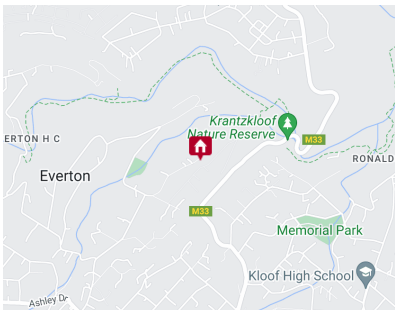 Krantzkloof
Nature Reserve
M33
ERTON H C
RONALD
Everton
M33
Memorial Park
Kloof High School
Ashley Dr